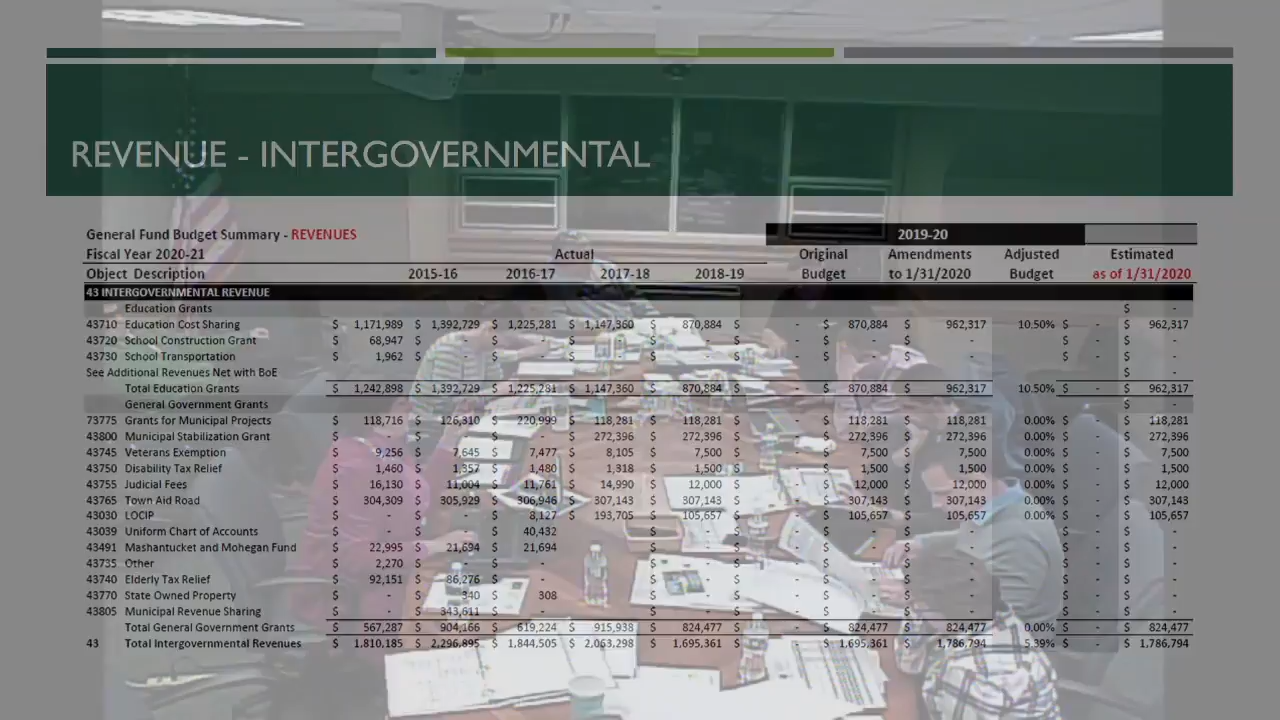 REVENUE - INTERGOVERNMENTAL
General Fund Budget Summary - REVENUES 2019-20
Fiscal Year 2020-21 Actual Original Amendments Adjusted Estimated
Object Description 2015-16 2016-17 2017-18 2018-19 Budget to 1/31/2020 Budget as of 1/31/2020
43 INTERGOVERNMENTAL REVENUE
Education Grants $ -
43710 Education Cost Sharing $ 1,171,989 $ 1,392,729 $ 1,225,281 $ 1,147,360 $ 870,884 $ - $ 870,884 $ 962,317 10.50% $ - $ 962,317
43720 School Construction Grant $ 68,947 $ - $ - $ - $ - $ - $ - $ - $ - $ -
43730 School Transportation $ 1,962 $ - $ - $ - $ - $ - $ - $ - $ - $ -
See Additional Revenues Net with BoE $ -
Total Education Grants $ 1,242,898 $ 1,392,729 $ 1,225,281 $ 1,147,360 $ 870,884 $ - $ 870,884 $ 962,317 10.50% $ - $ 962,317
General Government Grants $ -
73775 Grants for Municipal Projects $ 118,716 $ 126,310 $ 220,999 $ 118,281 $ 118,281 $ - $ 118,281 $ 118,281 0.00% $ - $ 118,281
43800 Municipal Stabilization Grant $ - $ - $ - $ 272,396 $ 272,396 $ - $ 272,396 $ 272,396 0.00% $ - $ 272,396
43745 Veterans Exemption $ 9,256 $ 7,645 $ 7,477 $ 8,105 $ 7,500 $ - $ 7,500 $ 7,500 0.00% $ - $ 7,500
43750 Disability Tax Relief $ 1,460 $ 1,357 $ 1,480 $ 1,318 $ 1,500 $ - $ 1,500 $ 1,500 0.00% $ - $ 1,500
43755 Judicial Fees $ 16,130 $ 11,004 $ 11,761 $ 14,990 $ 12,000 $ - $ 12,000 $ 12,000 0.00% $ - $ 12,000
43765 Town Aid Road $ 304,309 $ 305,929 $ 306,946 $ 307,143 $ 307,143 $ - $ 307,143 $ 307,143 0.00% $ - $ 307,143
43030 LOCIP $ - $ - $ 8,127 $ 193,705 $ 105,657 $ - $ 105,657 $ 105,657 0.00% $ - $ 105,657
43039 Uniform Chart of Accounts $ - $ - $ 40,432 $ - $ - $ - $ - $ - $ -
43491 Mashantucket and Mohegan Fund $ 22,995 $ 21,694 $ 21,694 $ - $ - $ - $ - $ - $ -
43735 Other $ 2,270 $ - $ - $ - $ - $ - $ - $ - $ -
43740 Elderly Tax Relief $ 92,151 $ 86,276 $ - $ - $ - $ - $ - $ - $ -
43770 State Owned Property $ - $ 340 $ 308 $ - $ - $ - $ - $ - $ -
43805 Municipal Revenue Sharing $ - $ 343,611 $ - $ - $ - $ - $ - $ - $ -
Total General Government Grants $ 567,287 $ 904,166 $ 619,224 $ 915,938 $ 824,477 $ - $ 824,477 $ 824,477 0.00% $ - $ 824,477
43 Total Intergovernmental Revenues $ 1,810,185 $ 2,296,895 $ 1,844,505 $ 2,063,298 $ 1,695,361 $ - $ 1,695,361 $ 1,786,794 5.39% $ - $ 1,786,794